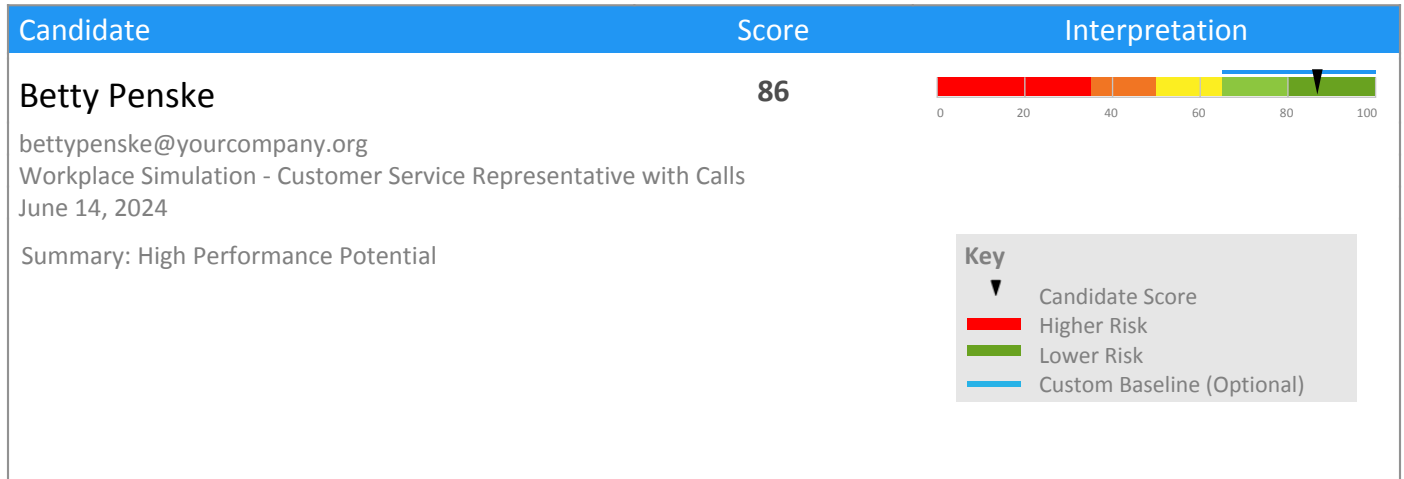 Candidate Score Interpretation
Betty Penske 86
0 20 40 60 80 100
bettypenske@yourcompany.org
Workplace Simulation - Customer Service Representative with Calls
June 14, 2024
Summary: High Performance Potential
Key
Candidate Score
Higher Risk
Lower Risk
Custom Baseline (Optional)